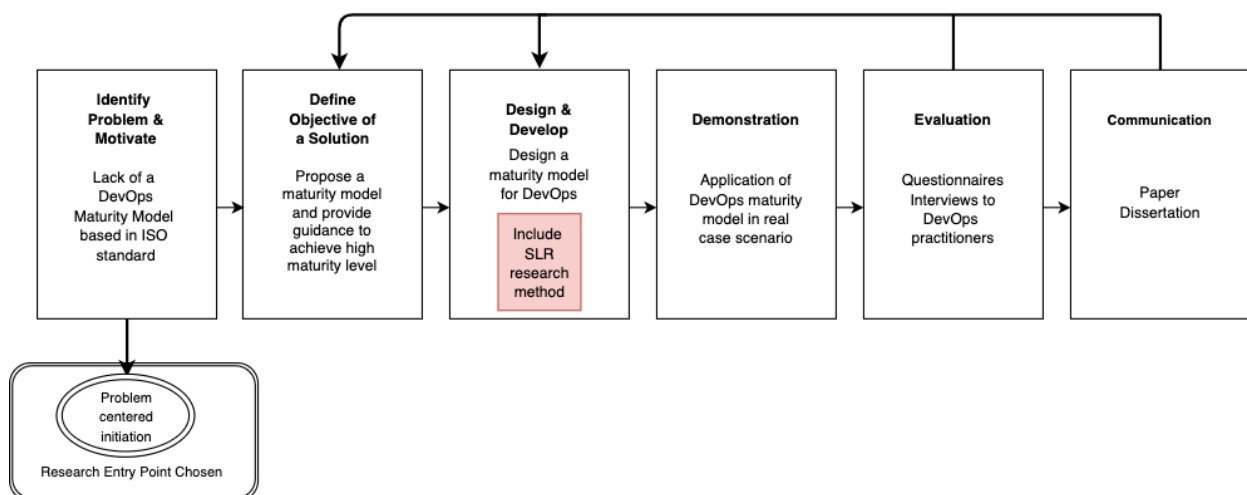 Identify
Problem &
Motivate
Lack of a
DevOps
Maturity Model
based in ISO
standard
Define
Objective of
a Solution
Propose a
maturity model
and provide
guidance to
achieve high
maturity level
Design &
Develop
Design a
maturity model
for DevOps
Include
SLR
research
method
Demonstration
Application of
DevOps maturity
model in real
case scenario
Evaluation
Questionnaires
Interviews to
DevOps
practitioners
Communication
Paper
Dissertation
Problem
centered
initiation
Research Entry Point Chosen